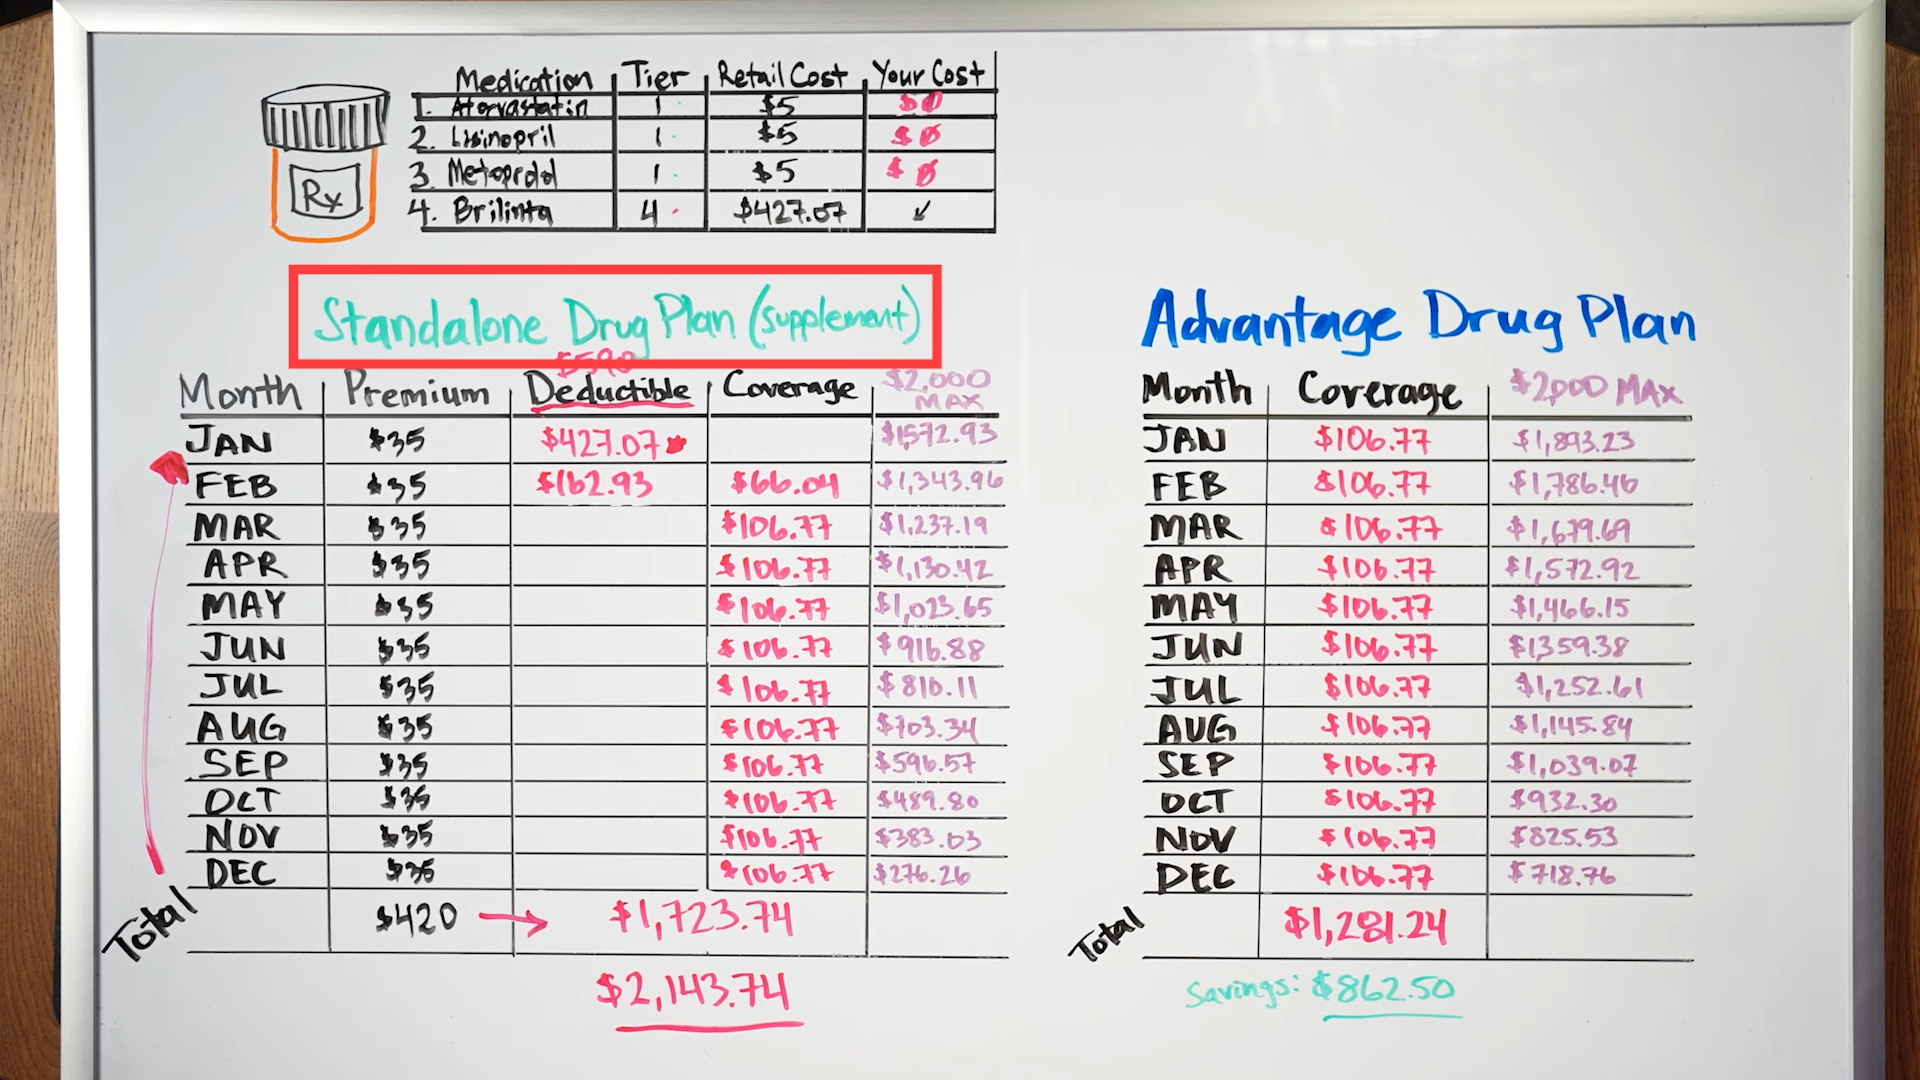 Medication Tier Retail Cost Your Cost
1. Atorvastatin 1 $5 $0
2. Lisinopril 1 $5 $0
3. Metoprolol 1 $5 $0
4. Brilinta 4 $427.07
Rx
Standalone Drug Plan (supplement)
$590
Month Premium Deductible Coverage $2,000 MAX
JAN $35 $427.07 $1572.93
FEB $35 $162.93 $66.04 $1,343.96
MAR $35 $106.77 $1,237.19
APR $35 $106.77 $1,130.42
MAY $35 $106.77 $1,023.65
JUN $35 $106.77 $916.88
JUL $35 $106.77 $810.11
AUG $35 $106.77 $703.34
SEP $35 $106.77 $596.57
OCT $35 $106.77 $489.80
NOV $35 $106.77 $383.03
DEC $35 $106.77 $276.26
Total $420 $1,723.74
$2,143.74
Advantage Drug Plan
Month Coverage $2,000 MAX
JAN $106.77 $1,893.23
FEB $106.77 $1,786.46
MAR $106.77 $1,679.69
APR $106.77 $1,572.92
MAY $106.77 $1,466.15
JUN $106.77 $1359.38
JUL $106.77 $1,252.61
AUG $106.77 $1,145.84
SEP $106.77 $1,039.07
OCT $106.77 $932.30
NOV $106.77 $825.53
DEC $106.77 $718.76
Total $1,281.24
Savings: $862.50